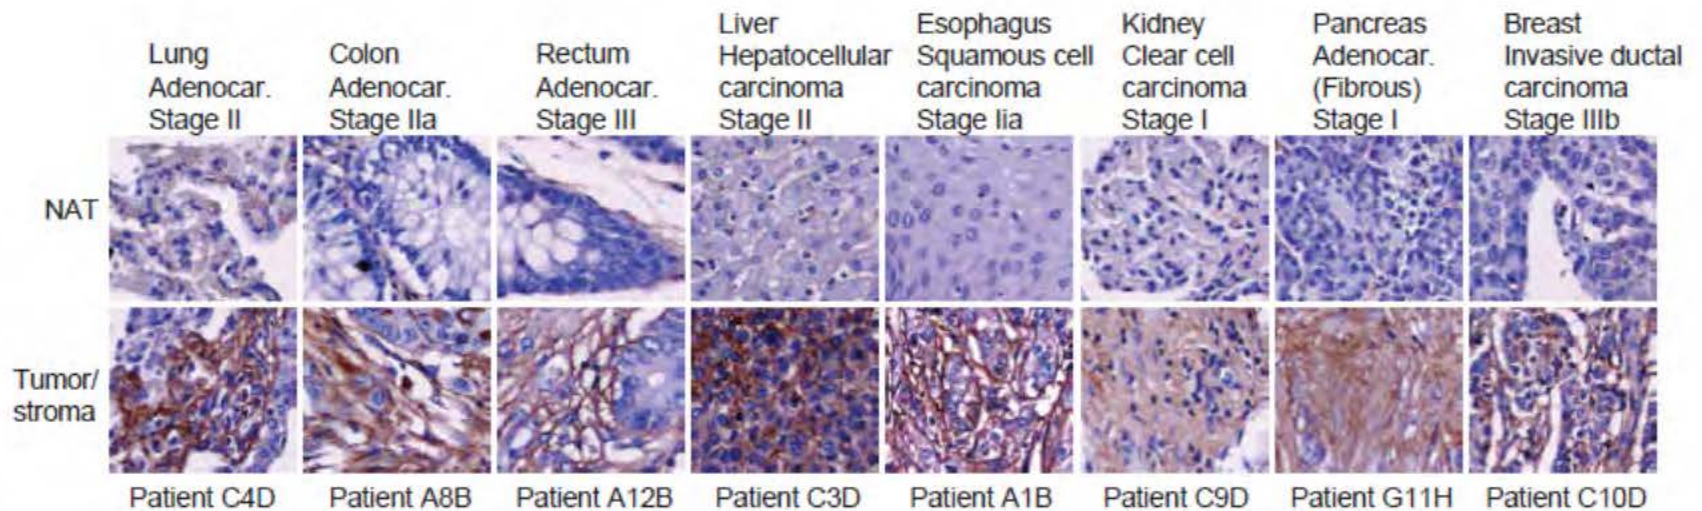 Lung
Adenocar.
Stage II
Colon
Adenocar.
Stage IIa
Rectum
Adenocar.
Stage III
Liver
Hepatocellular
carcinoma
Stage II
Esophagus
Squamous cell
carcinoma
Stage Iia
Kidney
Clear cell
carcinoma
Stage I
Pancreas
Adenocar.
(Fibrous)
Stage I
Breast
Invasive ductal
carcinoma
Stage IIIb
NAT
Tumor/
stroma
Patient C4D
Patient A8B
Patient A12B
Patient C3D
Patient A1B
Patient C9D
Patient G11H
Patient C10D